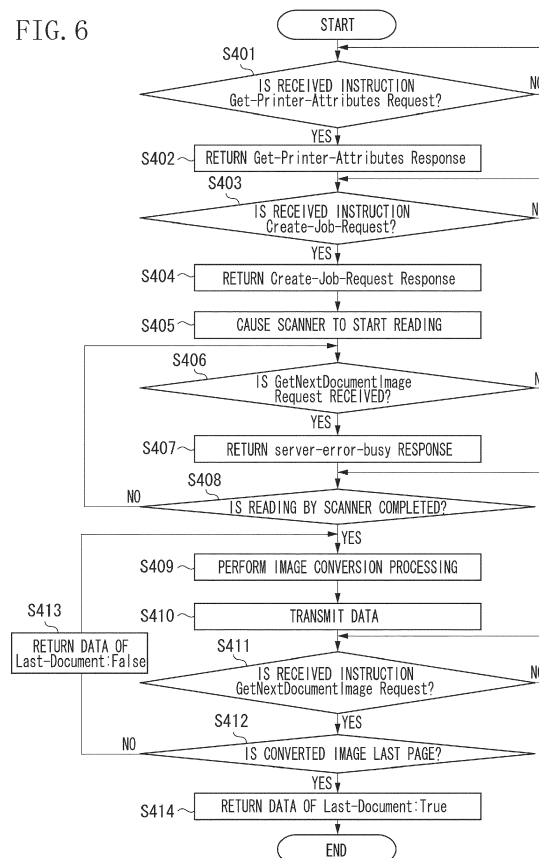 FIG. 6
START
S401
IS RECEIVED INSTRUCTION
Get-Printer-Attributes Request?
NO
YES
S402
RETURN Get-Printer-Attributes Response
S403
IS RECEIVED INSTRUCTION
Create-Job-Request?
NO
YES
S404
RETURN Create-Job-Request Response
S405
CAUSE SCANNER TO START READING
S406
IS GetNextDocumentImage
Request RECEIVED?
YES
S407
RETURN server-error-busy RESPONSE
S408
NO
IS READING BY SCANNER COMPLETED?
YES
S409
PERFORM IMAGE CONVERSION PROCESSING
S410
TRANSMIT DATA
S413
RETURN DATA OF
Last-Document:False
S411
IS RECEIVED INSTRUCTION
GetNextDocumentImage Request?
NO
YES
S412
NO
IS CONVERTED IMAGE LAST PAGE?
YES
S414
RETURN DATA OF Last-Document:True
END